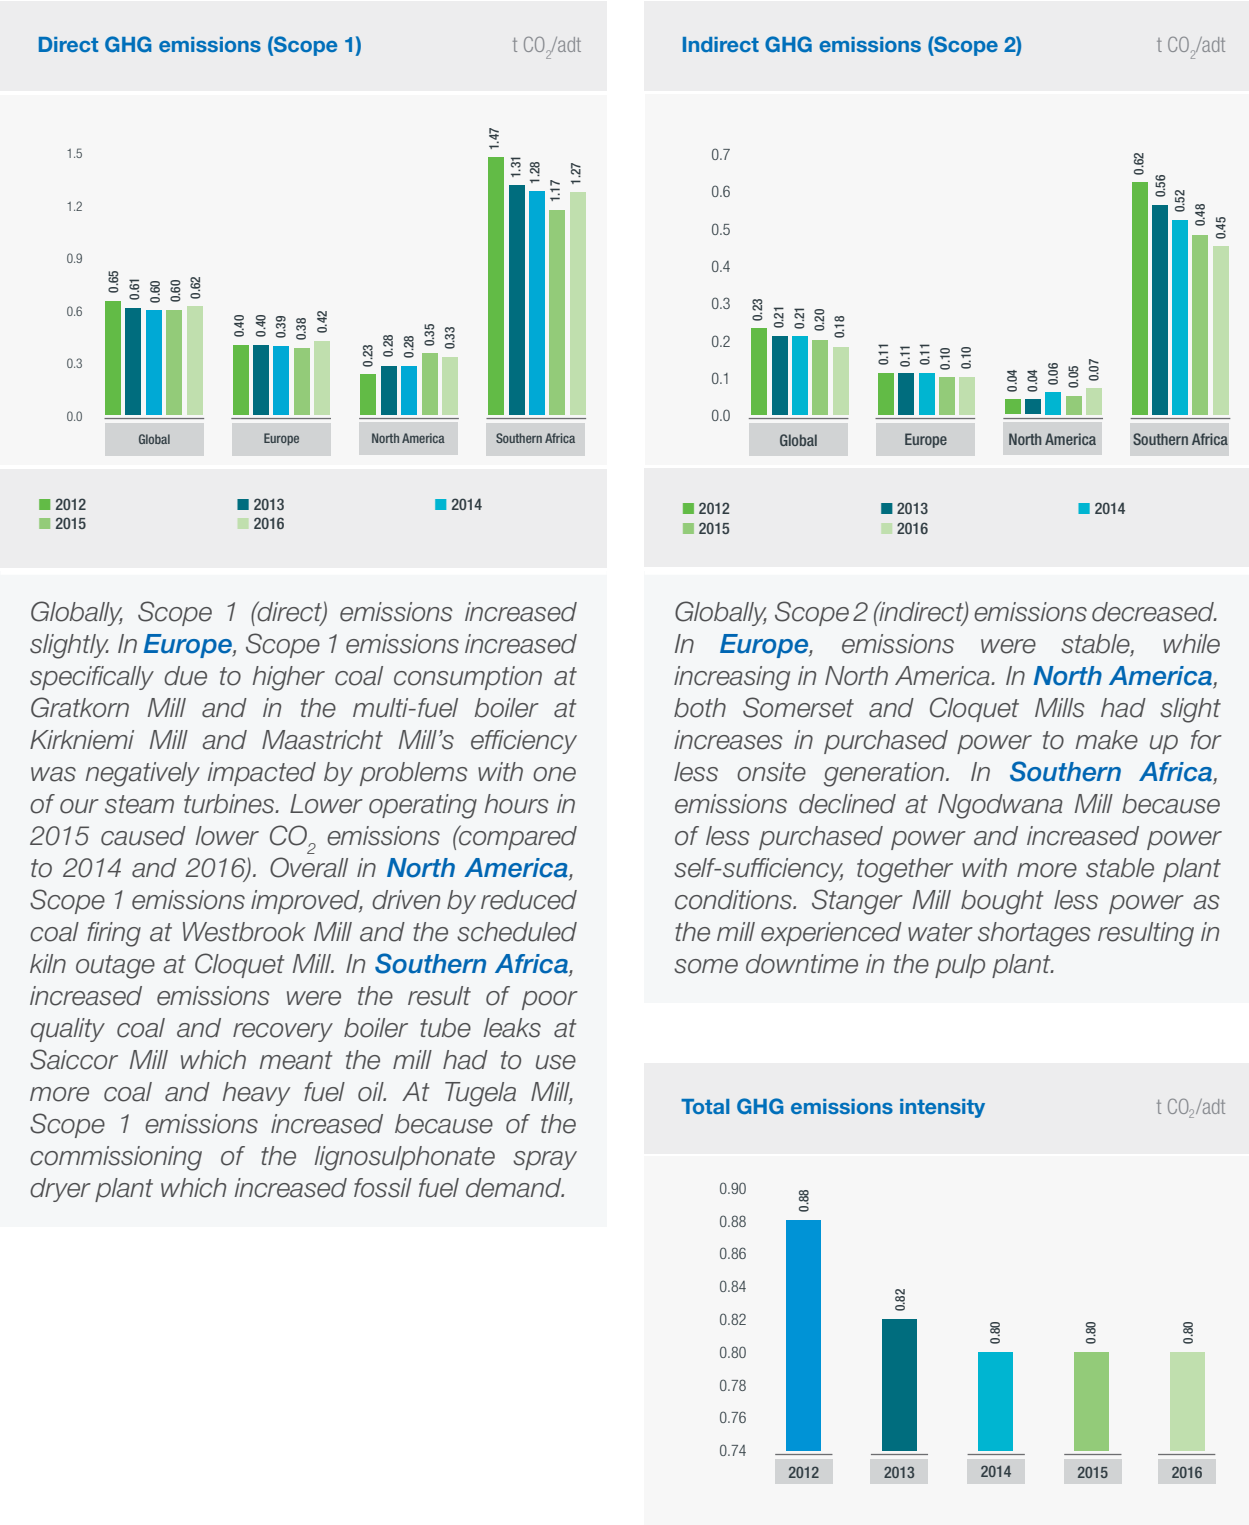 Direct GHG emissions (Scope 1) t CO2/adt
1.5
1.2
0.9
0.6
0.3
0.0
0.65 0.61 0.60 0.60 0.62
0.40 0.40 0.39 0.38 0.42
0.23 0.28 0.28 0.35 0.33
1.47 1.31 1.28 1.17 1.27
Global Europe North America Southern Africa
2012 2013 2014
2015 2016
Globally, Scope 1 (direct) emissions increased
slightly. In Europe, Scope 1 emissions increased
specifically due to higher coal consumption at
Gratkorn Mill and in the multi-fuel boiler at
Kirkniemi Mill and Maastricht Mill’s efficiency
was negatively impacted by problems with one
of our steam turbines. Lower operating hours in
2015 caused lower CO2 emissions (compared
to 2014 and 2016). Overall in North America,
Scope 1 emissions improved, driven by reduced
coal firing at Westbrook Mill and the scheduled
kiln outage at Cloquet Mill. In Southern Africa,
increased emissions were the result of poor
quality coal and recovery boiler tube leaks at
Saiccor Mill which meant the mill had to use
more coal and heavy fuel oil. At Tugela Mill,
Scope 1 emissions increased because of the
commissioning of the lignosulphonate spray
dryer plant which increased fossil fuel demand.
Indirect GHG emissions (Scope 2) t CO2/adt
0.7
0.6
0.5
0.4
0.3
0.2
0.1
0.0
0.23 0.21 0.21 0.20 0.18
0.11 0.11 0.11 0.10 0.10
0.04 0.04 0.06 0.05 0.07
0.62 0.56 0.52 0.48 0.45
Global Europe North America Southern Africa
2012 2013 2014
2015 2016
Globally, Scope 2 (indirect) emissions decreased.
In Europe, emissions were stable, while
increasing in North America. In North America,
both Somerset and Cloquet Mills had slight
increases in purchased power to make up for
less onsite generation. In Southern Africa,
emissions declined at Ngodwana Mill because
of less purchased power and increased power
self-sufficiency, together with more stable plant
conditions. Stanger Mill bought less power as
the mill experienced water shortages resulting in
some downtime in the pulp plant.
Total GHG emissions intensity t CO2/adt
0.90
0.88
0.86
0.84
0.82
0.80
0.78
0.76
0.74
0.88 0.82 0.80 0.80 0.80
2012 2013 2014 2015 2016